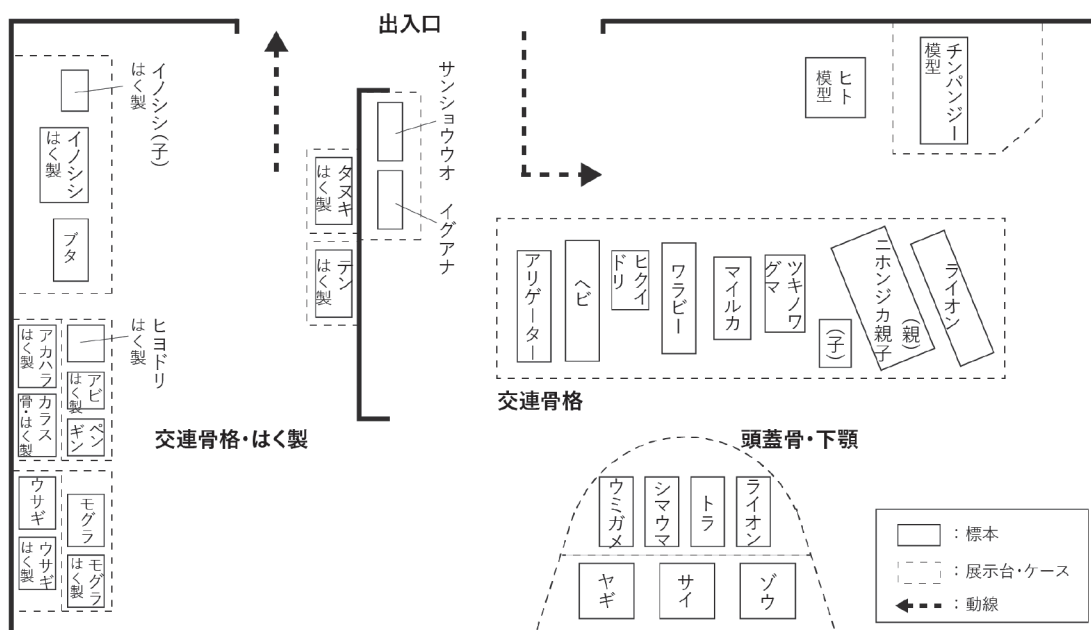 出入口
イノシシ(子)
はく製
イノシシ
はく製
ブタ
サンショウウオ
イグアナ
タヌキ
はく製
テン
はく製
ヒト
模型
チンパンジー
模型
アリゲーター
ヘビ
ヒクイ
ドリ
ワラビー
マイルカ
ツキノワ
グマ
ニホンジカ親子
(親)
(子)
ライオン
交連骨格
ヒヨドリ
はく製
アカハラ
はく製
アビ
はく製
カラス
骨・はく製
ペン
ギン
交連骨格・はく製
ウサギ
モグラ
ウサギ
はく製
モグラ
はく製
頭蓋骨・下顎
ウミガメ
シマウマ
トラ
ライオン
ヤギ
サイ
ゾウ
:標本
:展示台・ケース
:動線